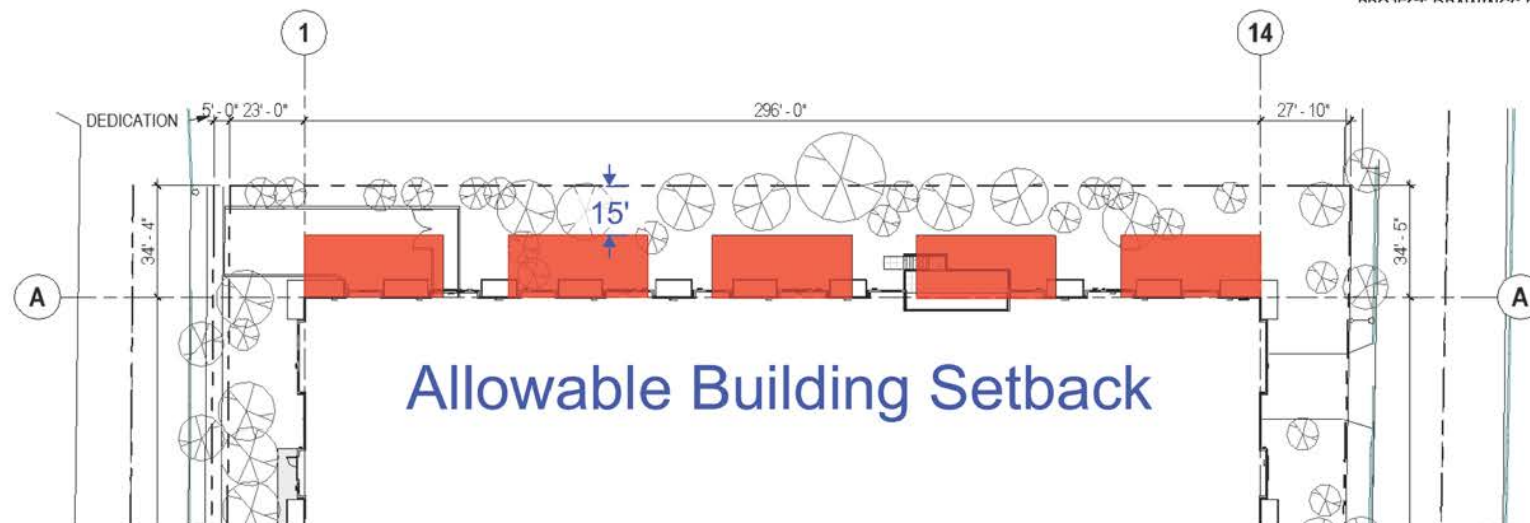 1
14
DEDICATION
5'-0" 23'-0"
296'-0"
27'-10"
15'
34'-4"
34'-5"
A
A
Allowable Building Setback